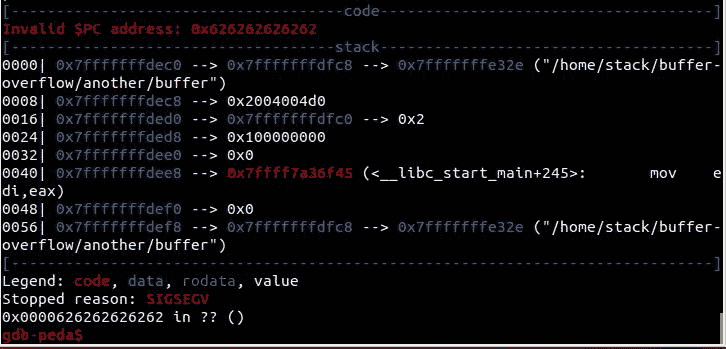 [------------------------------------code-------------------------------------]
Invalid $PC address: 0x626262626262
[------------------------------------stack------------------------------------]
0000| 0x7fffffffdec0 --> 0x7fffffffdfc8 --> 0x7fffffffe32e ("/home/stack/buffer-
overflow/another/buffer")
0008| 0x7fffffffdec8 --> 0x2004004d0
0016| 0x7fffffffded0 --> 0x7fffffffdfc0 --> 0x2
0024| 0x7fffffffded8 --> 0x100000000
0032| 0x7fffffffdee0 --> 0x0
0040| 0x7fffffffdee8 --> 0x7ffff7a36f45 (<__libc_start_main+245>: mov e
di,eax)
0048| 0x7fffffffdef0 --> 0x0
0056| 0x7fffffffdef8 --> 0x7fffffffdfc8 --> 0x7fffffffe32e ("/home/stack/buffer-
overflow/another/buffer")
[------------------------------------------------------------------------------]
Legend: code, data, rodata, value
Stopped reason: SIGSEGV
0x0000626262626262 in ?? ()
gdb-peda$